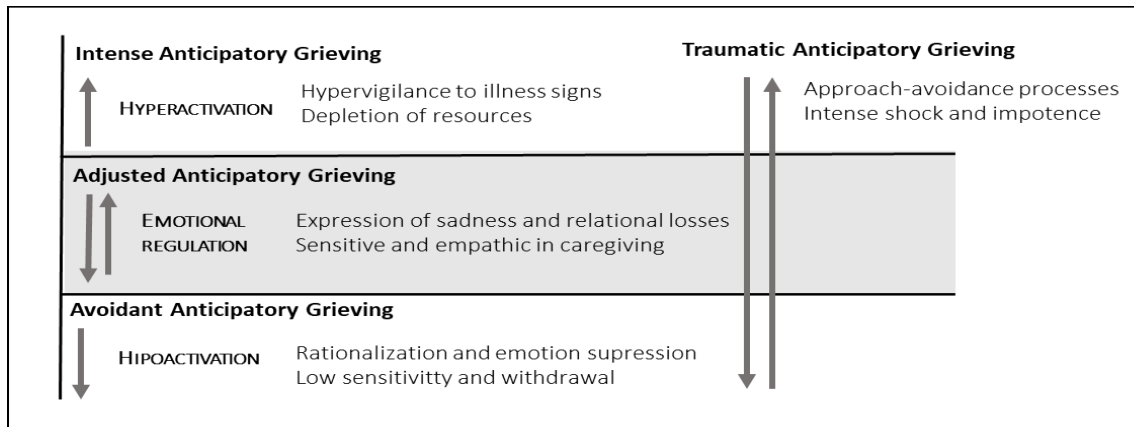 Intense Anticipatory Grieving
HYPERACTIVATION
Hypervigilance to illness signs
Depletion of resources
Traumatic Anticipatory Grieving
Approach-avoidance processes
Intense shock and impotence
Adjusted Anticipatory Grieving
EMOTIONAL
REGULATION
Expression of sadness and relational losses
Sensitive and empathic in caregiving
Avoidant Anticipatory Grieving
HIPOACTIVATION
Rationalization and emotion supression
Low sensitivitty and withdrawal